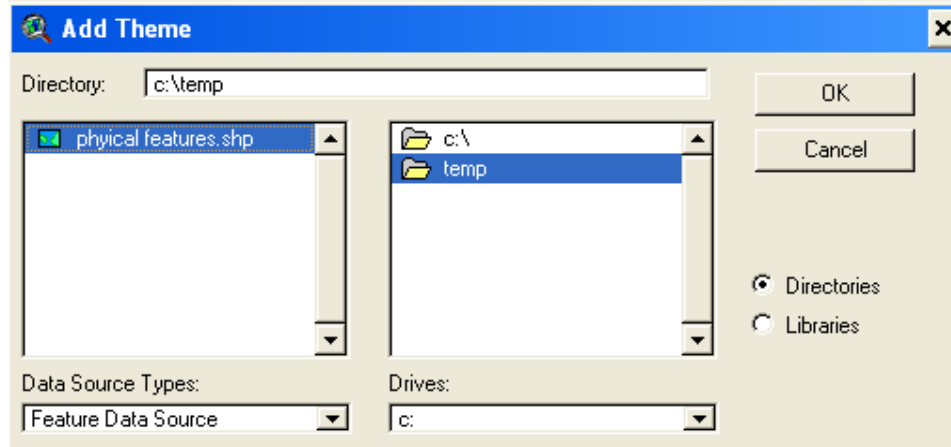 Add Theme
Directory: c:\temp
OK
phyical features.shp
c:\
temp
Cancel
Directories
Libraries
Data Source Types:
Drives:
Feature Data Source
c: